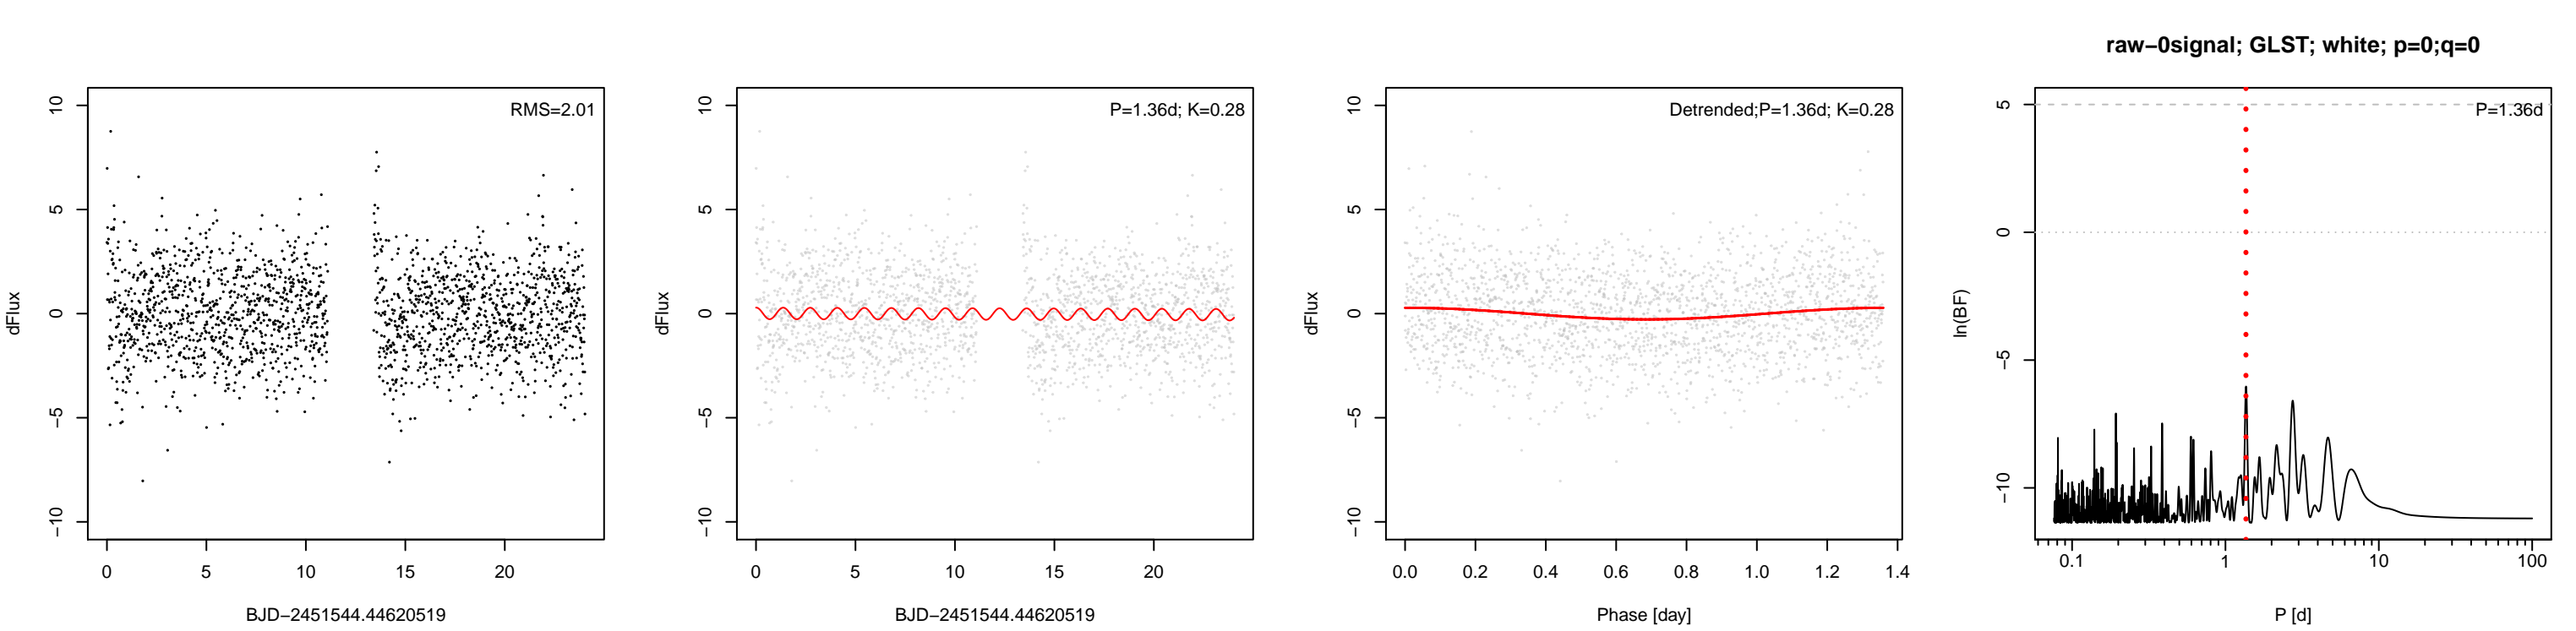 raw−0signal; GLST; white; p=0;q=0
RMS=2.01
dFlux
10
5
0
−5
−10
0 5 10 15 20
BJD−2451544.44620519
P=1.36d; K=0.28
dFlux
10
5
0
−5
−10
0 5 10 15 20
BJD−2451544.44620519
Detrended;P=1.36d; K=0.28
dFlux
10
5
0
−5
−10
0.0 0.2 0.4 0.6 0.8 1.0 1.2 1.4
Phase [day]
P=1.36d
ln(BF)
5
0
−5
−10
0.1 1 10 100
P [d]